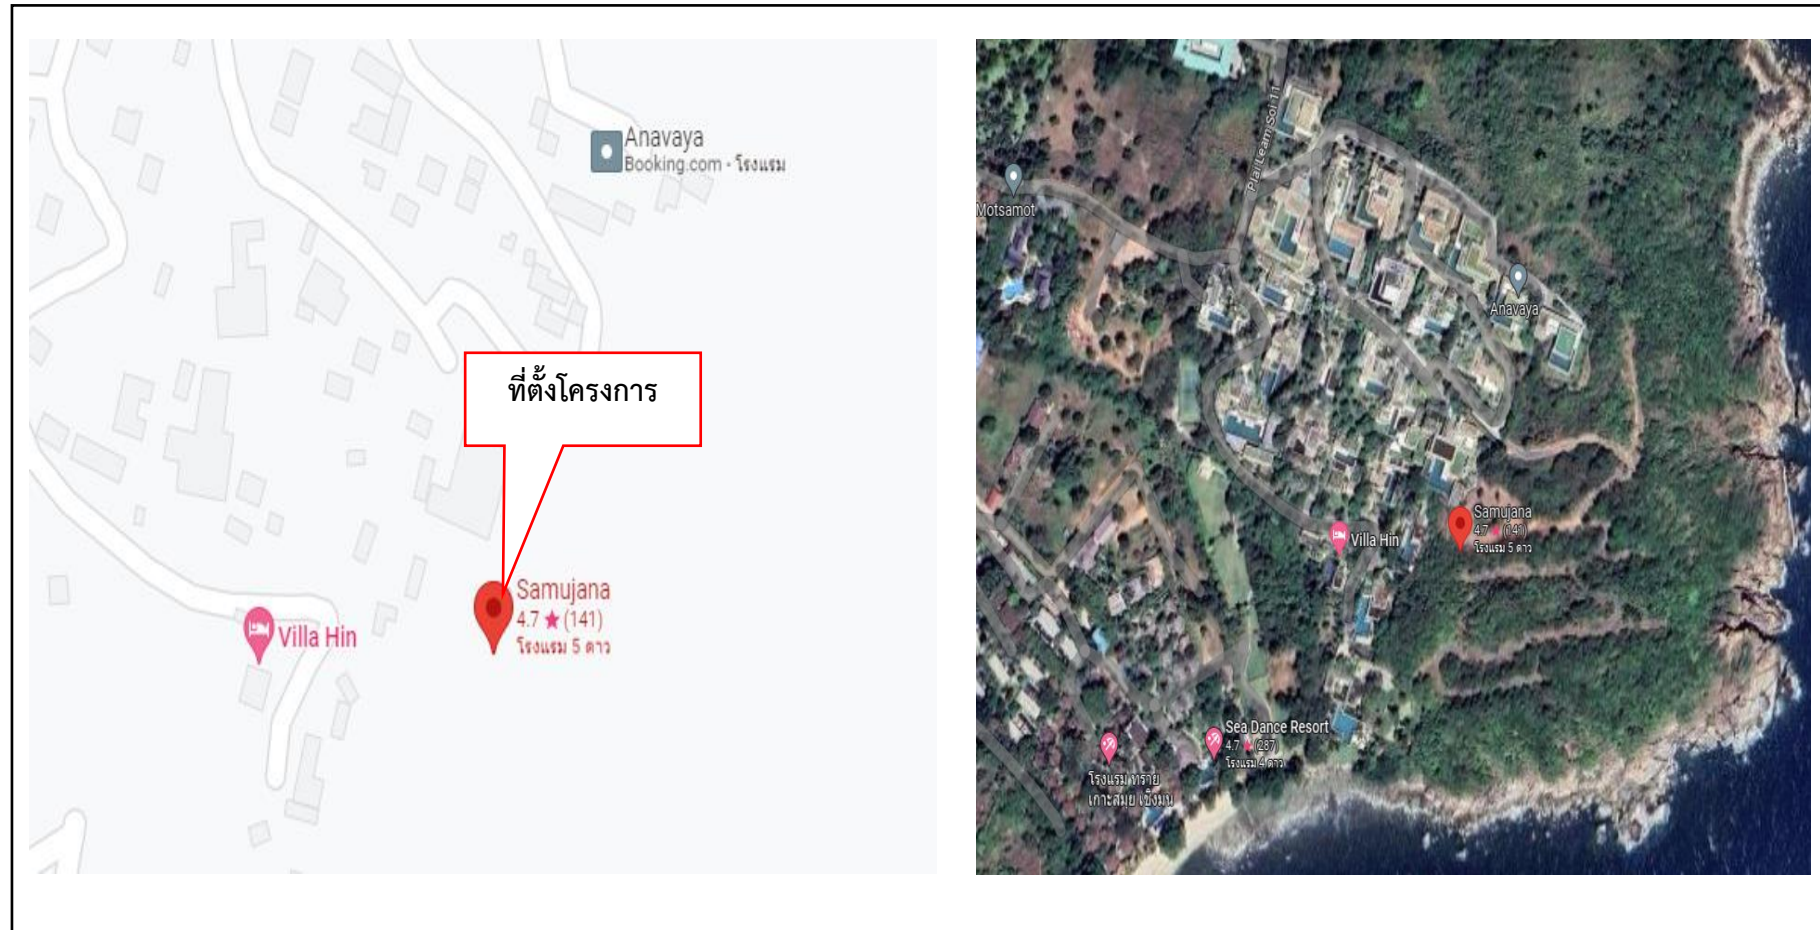 Anavaya
Booking.com · โรงแรม
ที่ตั้งโครงการ
Samujana
4.7 ★ (141)
โรงแรม 5 ดาว
Villa Hin
Plai Leam Soi 11
Motsamot
Anavaya
Samujana
4.7 ★ (141)
โรงแรม 5 ดาว
Villa Hin
Sea Dance Resort
4.7 ★ (287)
โรงแรม 4 ดาว
โรงแรม ทราย
เกาะสมุย เชิงมน